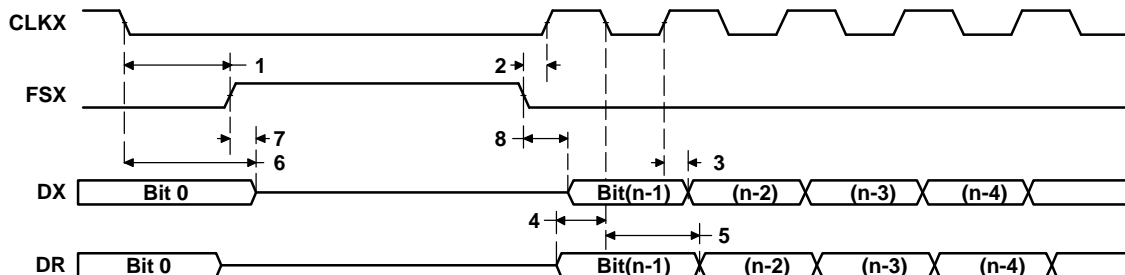 CLKX
1
2
FSX
7
8
6
3
DX
Bit 0
Bit(n-1)
(n-2)
(n-3)
(n-4)
4
5
DR
Bit 0
Bit(n-1)
(n-2)
(n-3)
(n-4)